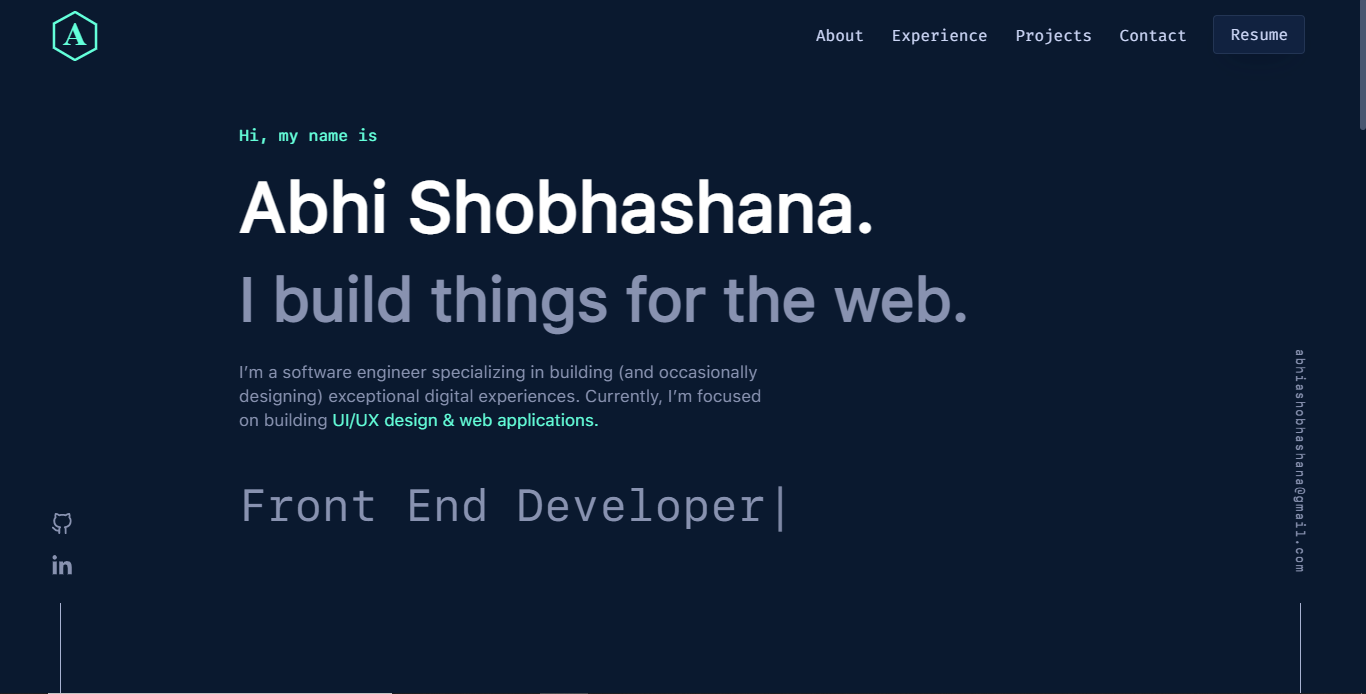 A
About Experience Projects Contact Resume
Hi, my name is
Abhi Shobhashana.
I build things for the web.
I’m a software engineer specializing in building (and occasionally
designing) exceptional digital experiences. Currently, I’m focused
on building UI/UX design & web applications.
Front End Developer|
in
abhiashobhashana@gmail.com